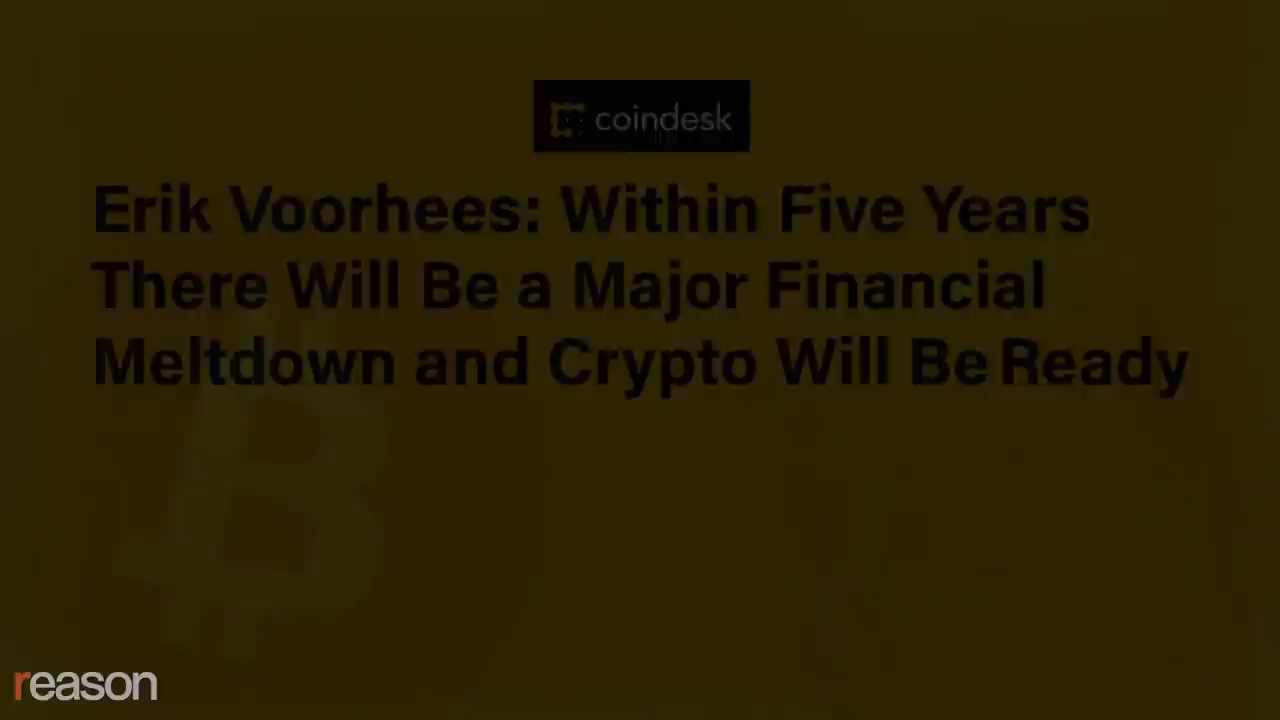 coindesk
Erik Voorhees: Within Five Years
There Will Be a Major Financial
Meltdown and Crypto Will Be Ready
reason